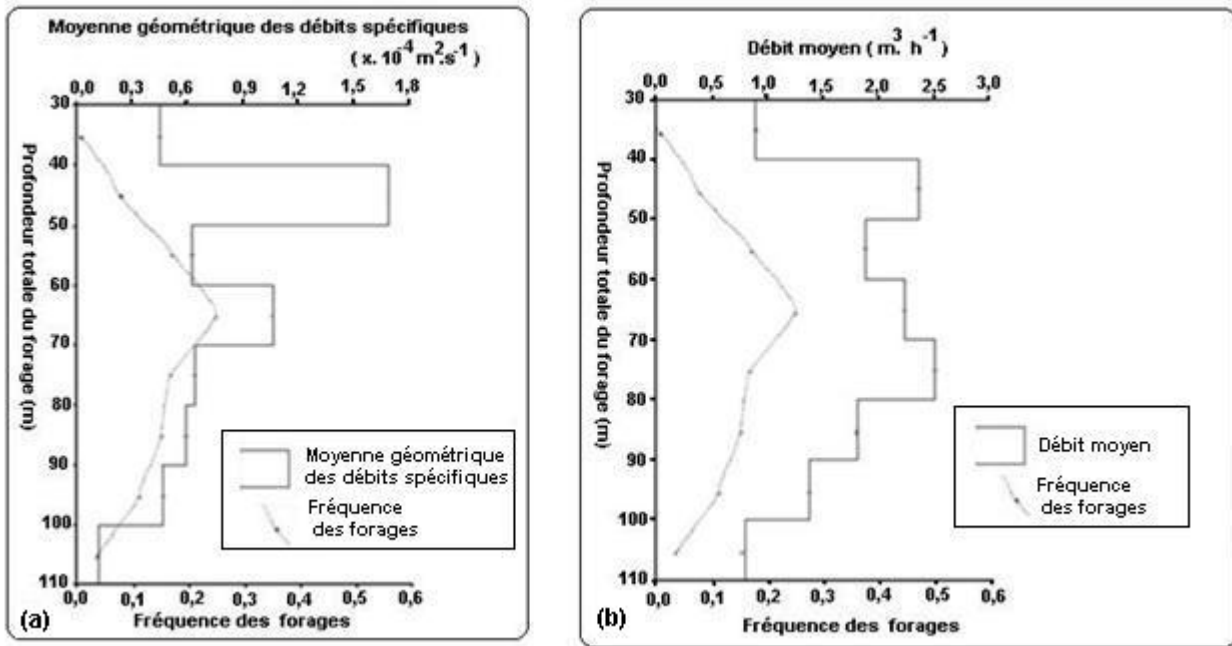 Moyenne géométrique des débits spécifiques
( x. 10⁻⁴ m².s⁻¹)
0,0 0,3 0,6 0,9 1,2 1,5 1,8
Profondeur totale du forage (m)
30
40
50
60
70
80
90
100
110
Moyenne géométrique
des débits spécifiques
Fréquence
des forages
0,0 0,1 0,2 0,3 0,4 0,5 0,6
(a)
Fréquence des forages
Débit moyen ( m.³ h⁻¹)
0,0 0,5 1,0 1,5 2,0 2,5 3,0
Profondeur totale du forage (m)
30
40
50
60
70
80
90
100
110
Débit moyen
Fréquence
des forages
0,0 0,1 0,2 0,3 0,4 0,5 0,6
(b)
Fréquence des forages